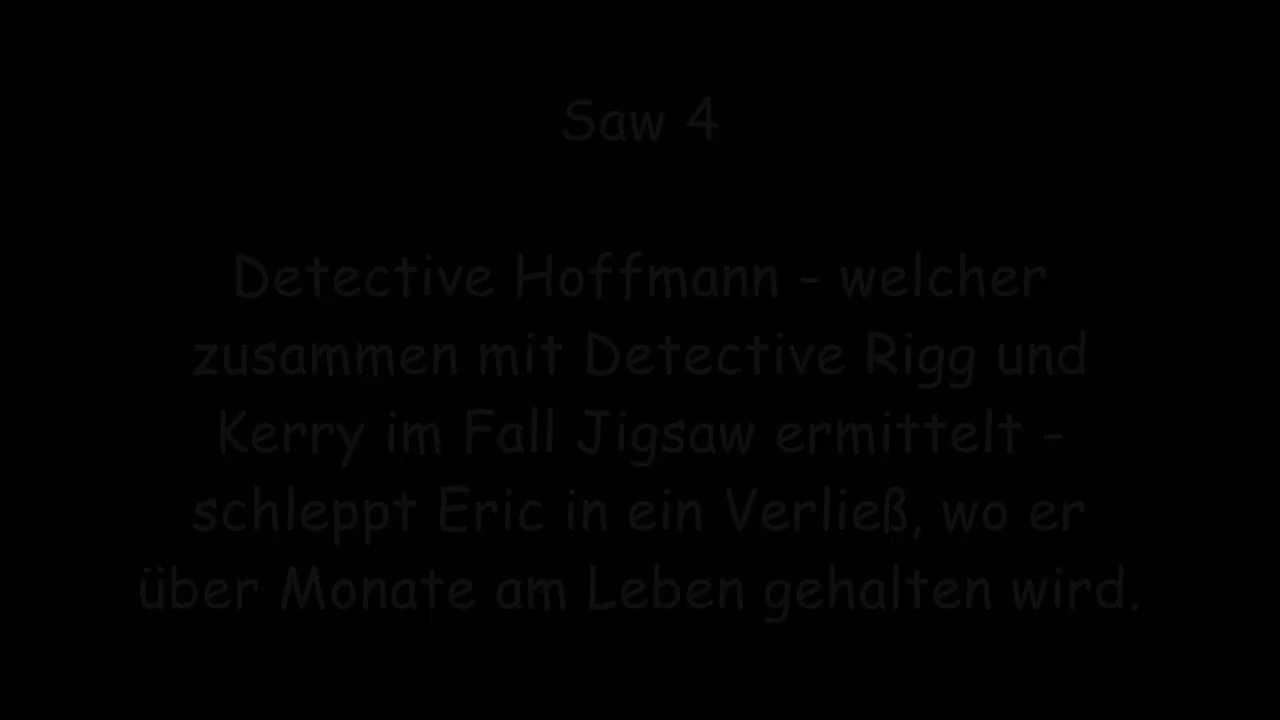 Saw 4
Detective Hoffmann - welcher
zusammen mit Detective Rigg und
Kerry im Fall Jigsaw ermittelt -
schleppt Eric in ein Verließ, wo er
über Monate am Leben gehalten wird.